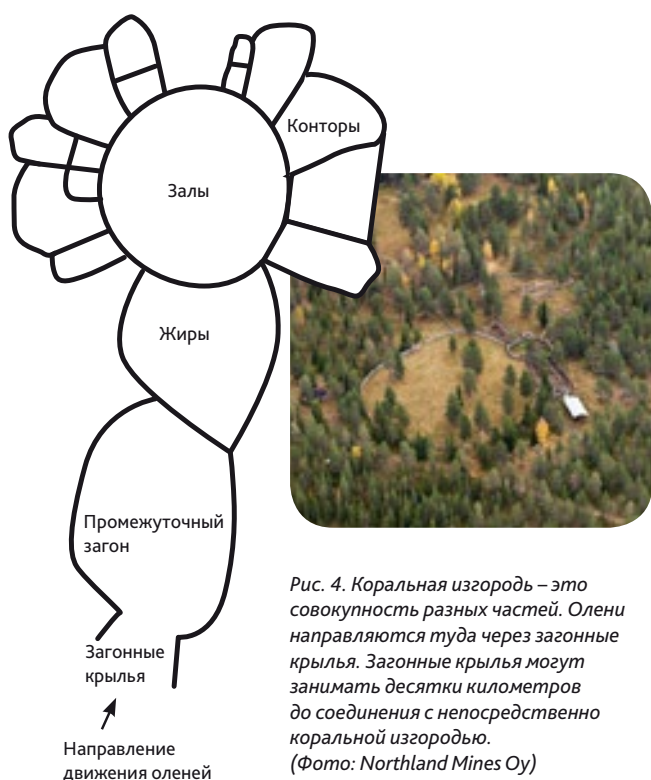 Конторы
Залы
Жиры
Промежуточный
загон
Загонные
крылья
Направление
движения оленей
Рис. 4. Коральная изгородь – это
совокупность разных частей. Олени
направляются туда через загонные
крылья. Загонные крылья могут
занимать десятки километров
до соединения с непосредственно
коральной изгородью.
(Фото: Northland Mines Oy)